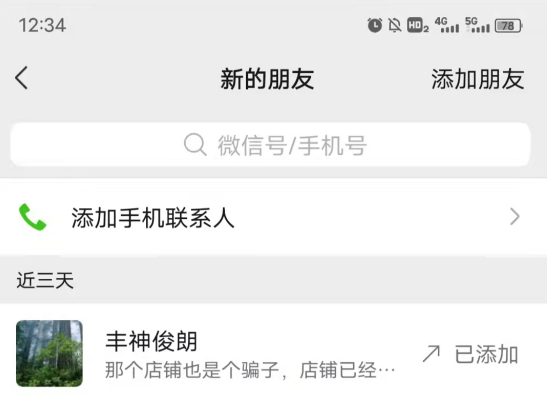 12:34 HD2 4G 5G 78
新的朋友 添加朋友
微信号/手机号
添加手机联系人
近三天
丰神俊朗
那个店铺也是个骗子，店铺已经… 已添加